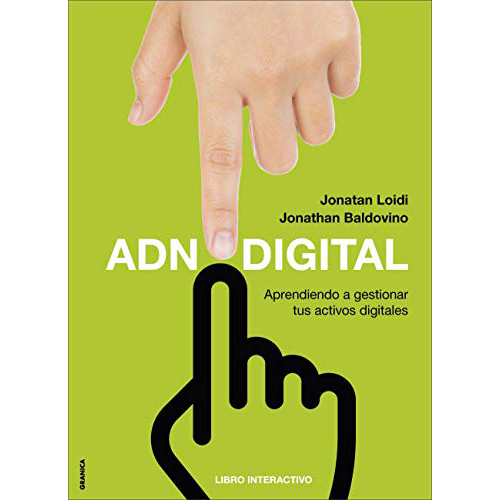 Jonatan Loidi
Jonathan Baldovino
ADN DIGITAL
Aprendiendo a gestionar
tus activos digitales
LIBRO INTERACTIVO
GRANICA